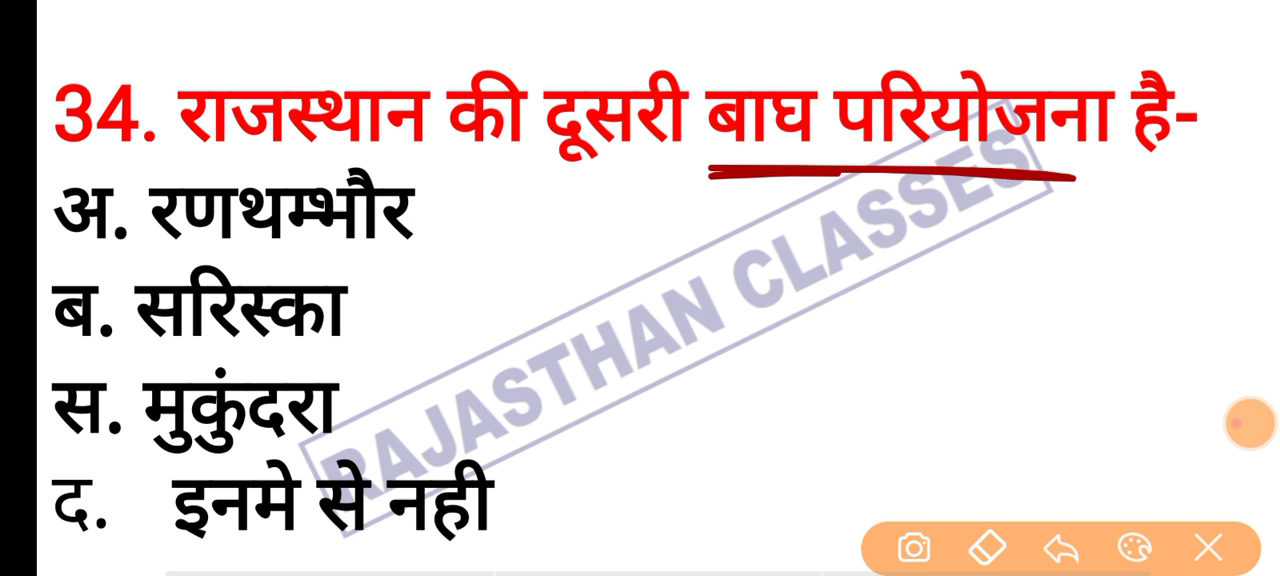 34. राजस्थान की दूसरी बाघ परियोजना है-
अ. रणथम्भौर
ब. सरिस्का
स. मुकुंदरा
द. इनमे से नही
RAJASTHAN CLASSES